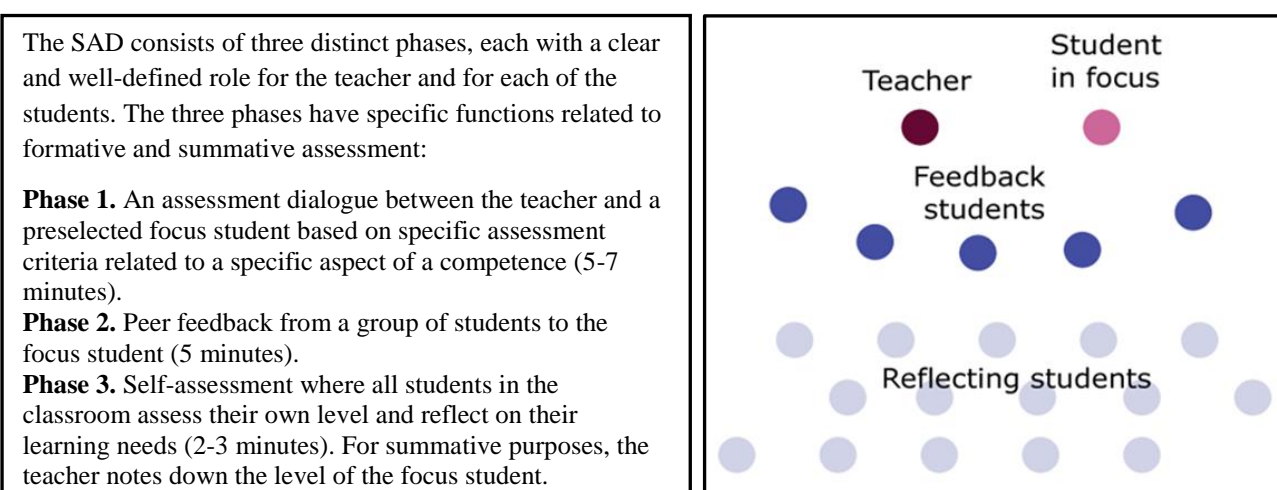 The SAD consists of three distinct phases, each with a clear
and well-defined role for the teacher and for each of the
students. The three phases have specific functions related to
formative and summative assessment:
Phase 1. An assessment dialogue between the teacher and a
preselected focus student based on specific assessment
criteria related to a specific aspect of a competence (5-7
minutes).
Phase 2. Peer feedback from a group of students to the
focus student (5 minutes).
Phase 3. Self-assessment where all students in the
classroom assess their own level and reflect on their
learning needs (2-3 minutes). For summative purposes, the
teacher notes down the level of the focus student.
Teacher
Student
in focus
Feedback
students
Reflecting students